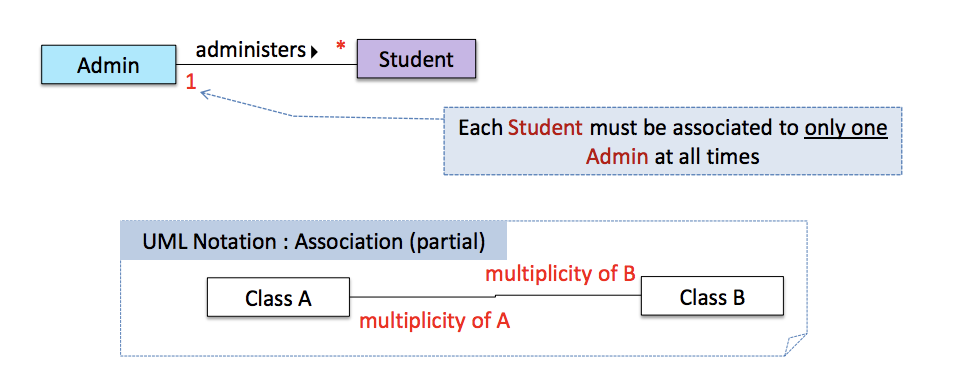 administers
*
Admin
Student
1
Each Student must be associated to only one
Admin at all times
UML Notation : Association (partial)
multiplicity of B
Class A
Class B
multiplicity of A